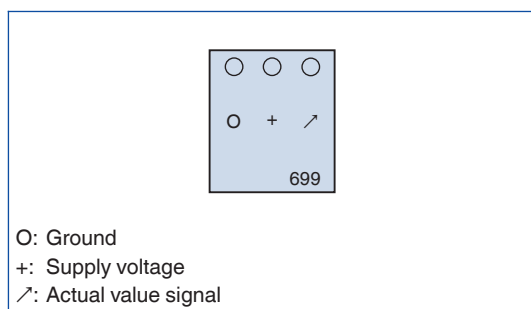 O + ↗
699
O: Ground
+: Supply voltage
↗: Actual value signal